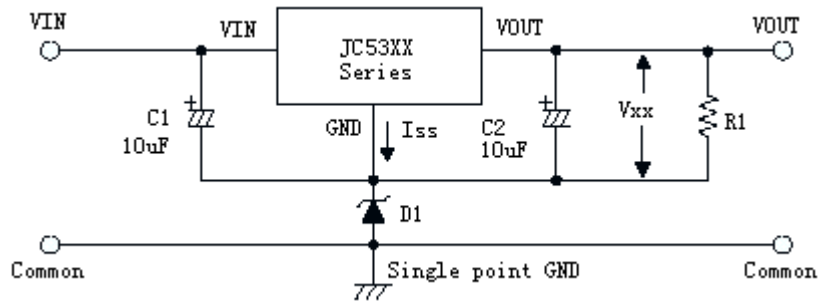 VIN
VIN
JC53XX
Series
VOUT
VOUT
+
C1
10uF
GND
Iss
+
C2
10uF
Vxx
R1
D1
Common
Single point GND
Common